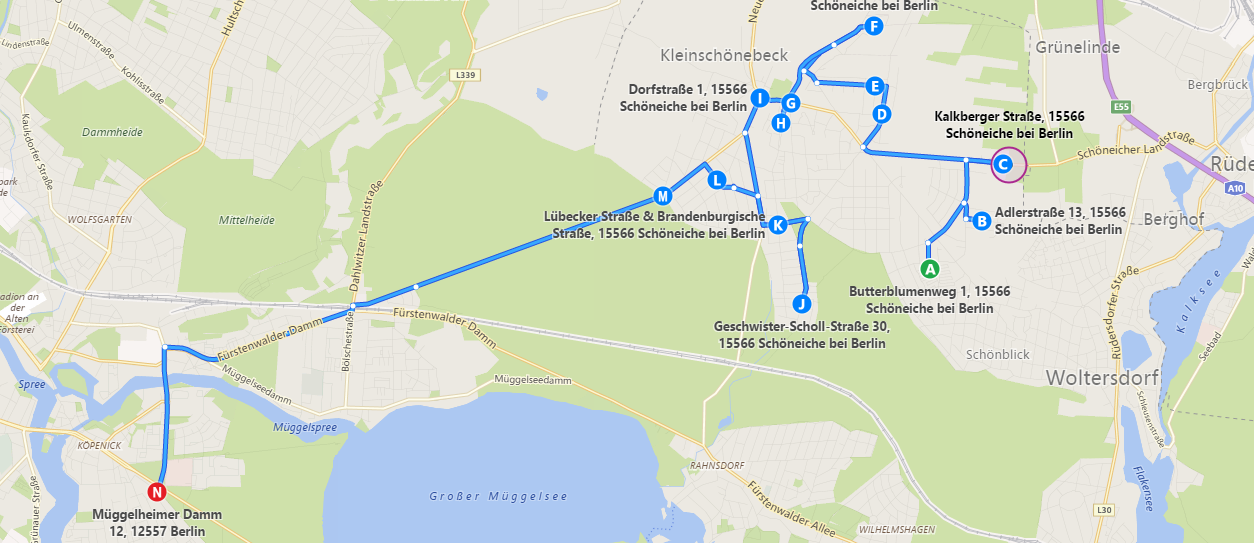 Schöneiche bei Berlin
F
Kleinschönebeck
Grünelinde
Lindenstraße
Ulmenstraße
Kohlisstraße
L339
Dammheide
Kaulsdorfer Straße
Dorfstraße 1, 15566
Schöneiche bei Berlin
I
G
H
E
D
Bergbrück
E55
Kalkberger Straße, 15566
Schöneiche bei Berlin
C
Schöneicher Landstraße
A10
WOLFSGARTEN
Mittelheide
Dahlwitzer Landstraße
M
L
Lübecker Straße & Brandenburgische
Straße, 15566 Schöneiche bei Berlin
K
B
Adlerstraße 13, 15566
Schöneiche bei Berlin
Berghof
A
Butterblumenweg 1, 15566
Schöneiche bei Berlin
J
Geschwister-Scholl-Straße 30,
15566 Schöneiche bei Berlin
der
Alten
Försterei
Fürstenwalder Damm
Fürstenwalder Damm
Bölschestraße
Rüdersdorfer Straße
Kalksee
Seebad
Schönblick
Woltersdorf
Schleusenstraße
Spree
Müggelseedamm
Müggelseedamm
Müggelspree
KÖPENICK
RAHNSDORF
Großer Müggelsee
Flakensee
Fürstenwalder Allee
WILHELMSHAGEN
L30
N
Müggelheimer Damm
12, 12557 Berlin